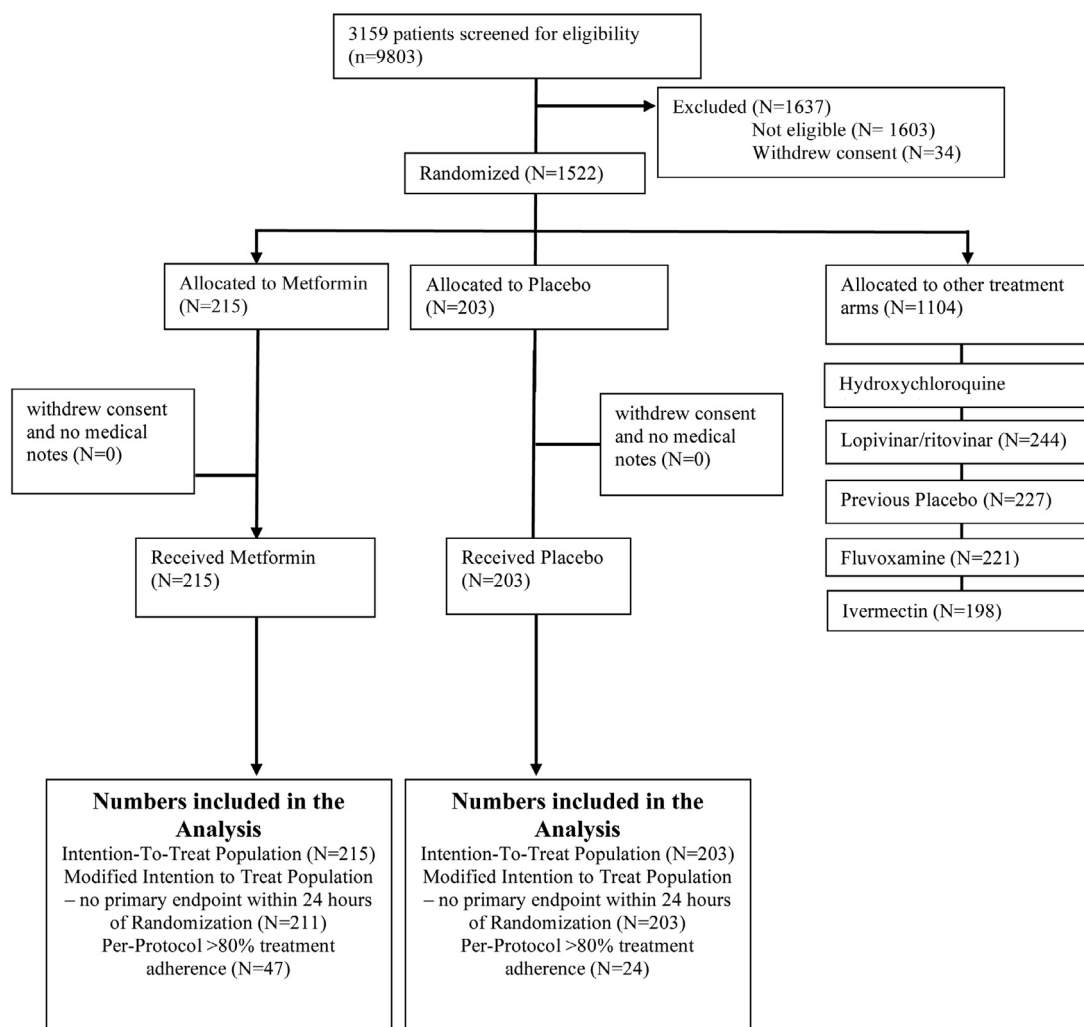 3159 patients screened for eligibility
(n=9803)
Excluded (N=1637)
Not eligible (N= 1603)
Withdrew consent (N=34)
Randomized (N=1522)
Allocated to Metformin
(N=215)
Allocated to Placebo
(N=203)
Allocated to other treatment
arms (N=1104)
Hydroxychloroquine
Lopivinar/ritovinar (N=244)
Previous Placebo (N=227)
Fluvoxamine (N=221)
Ivermectin (N=198)
withdrew consent
and no medical
notes (N=0)
withdrew consent
and no medical
notes (N=0)
Received Metformin
(N=215)
Received Placebo
(N=203)
Numbers included in the
Analysis
Intention-To-Treat Population (N=215)
Modified Intention to Treat Population
– no primary endpoint within 24 hours
of Randomization (N=211)
Per-Protocol >80% treatment
adherence (N=47)
Numbers included in the
Analysis
Intention-To-Treat Population (N=203)
Modified Intention to Treat Population
– no primary endpoint within 24 hours
of Randomization (N=203)
Per-Protocol >80% treatment
adherence (N=24)